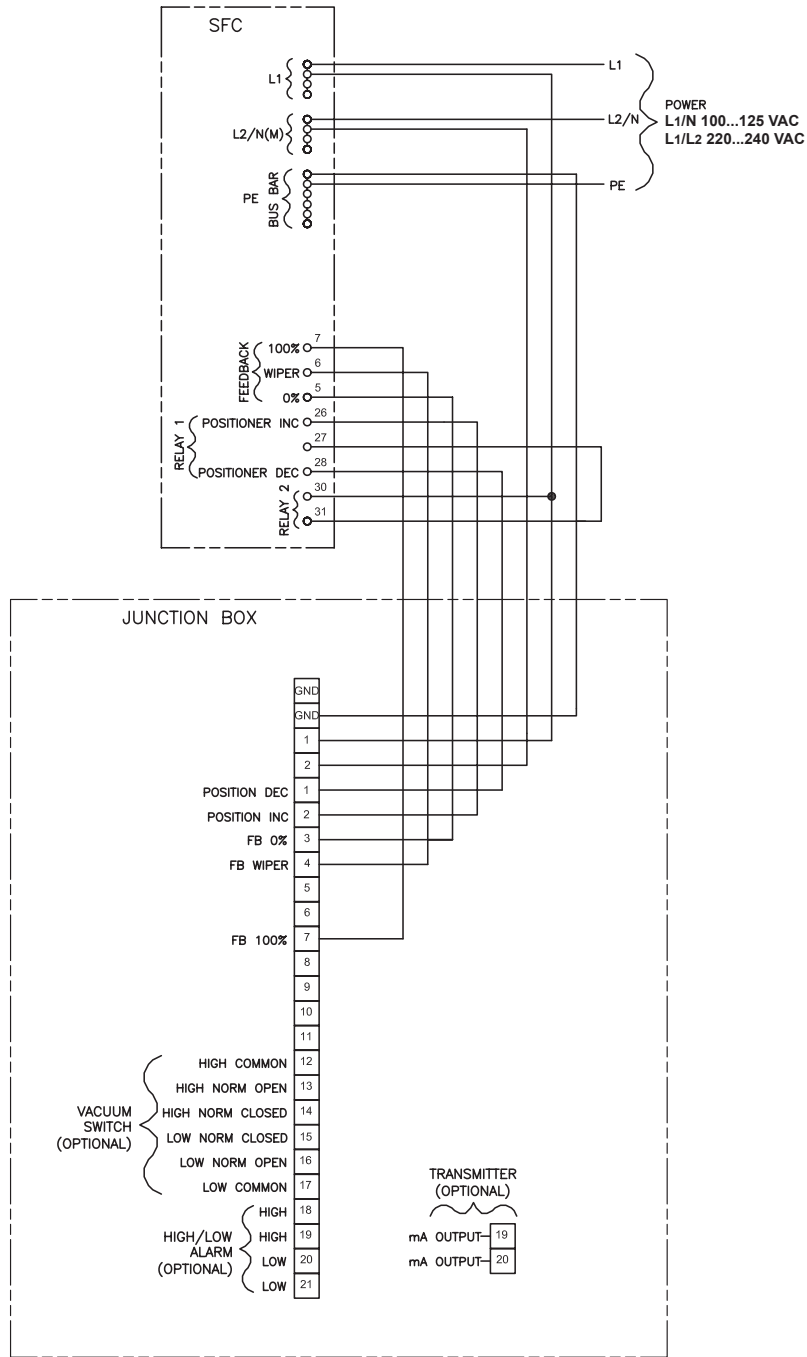 SFC
L1
L1
L2/N(M)
L2/N
POWER
L1/N 100...125 VAC
L1/L2 220...240 VAC
PE
BUS BAR
PE
FEEDBACK
100% 7
WIPER 6
0% 5
RELAY 1
POSITIONER INC 26
27
POSITIONER DEC 28
RELAY 2
30
31
JUNCTION BOX
GND
GND
1
2
POSITION DEC 1
POSITION INC 2
FB 0% 3
FB WIPER 4
5
6
FB 100% 7
8
9
10
11
VACUUM
SWITCH
(OPTIONAL)
HIGH COMMON 12
HIGH NORM OPEN 13
HIGH NORM CLOSED 14
LOW NORM CLOSED 15
LOW NORM OPEN 16
LOW COMMON 17
HIGH/LOW
ALARM
(OPTIONAL)
HIGH 18
HIGH 19
LOW 20
LOW 21
TRANSMITTER
(OPTIONAL)
mA OUTPUT 19
mA OUTPUT 20